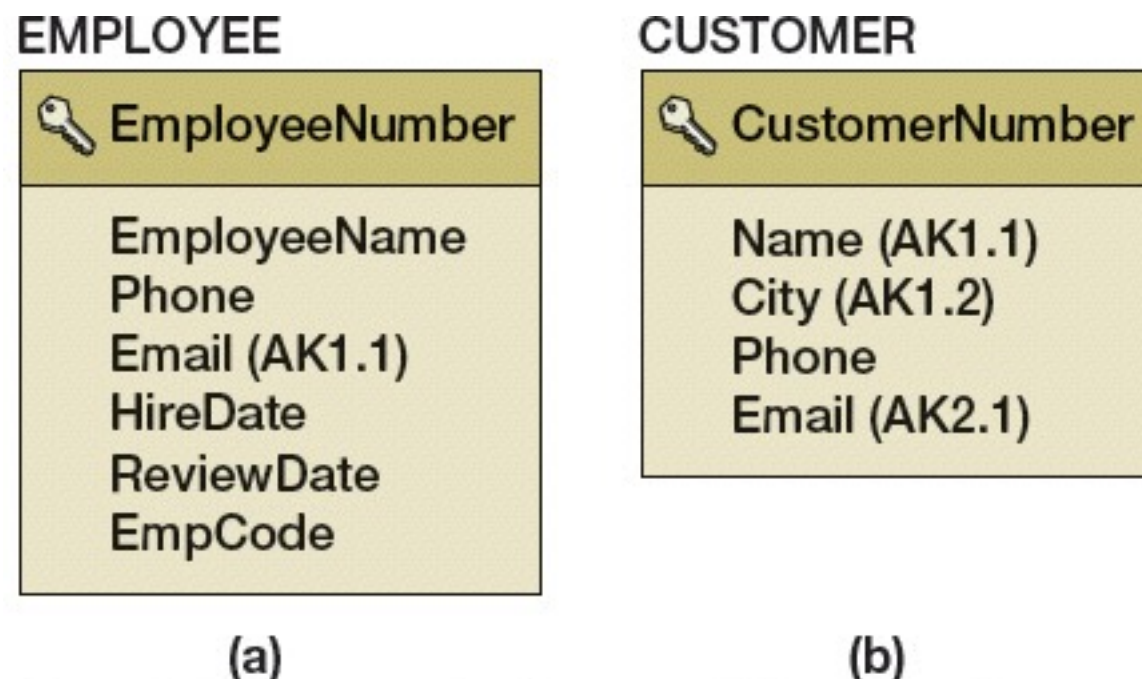 EMPLOYEE
EmployeeNumber
EmployeeName
Phone
Email (AK1.1)
HireDate
ReviewDate
EmpCode
(a)
CUSTOMER
CustomerNumber
Name (AK1.1)
City (AK1.2)
Phone
Email (AK2.1)
(b)